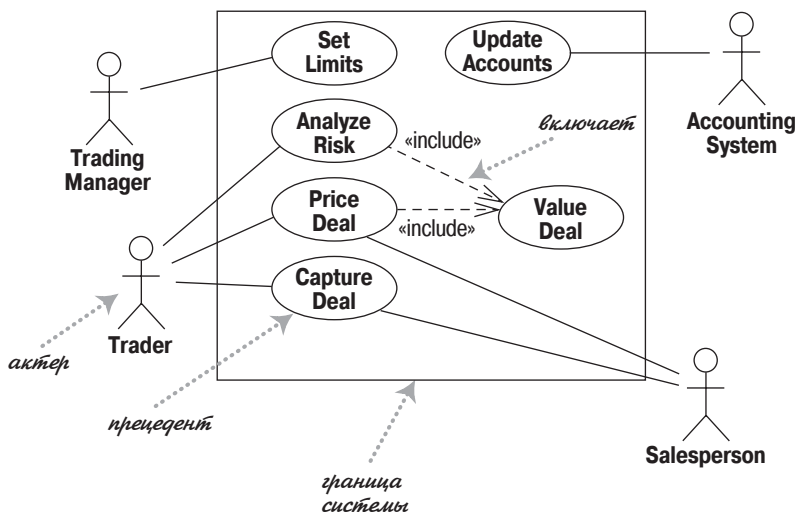 Set
Limits
Update
Accounts
Trading
Manager
Analyze
Risk
«include»
включает
Accounting
System
Price
Deal
«include»
Value
Deal
Capture
Deal
актер
Trader
прецедент
граница
системы
Salesperson